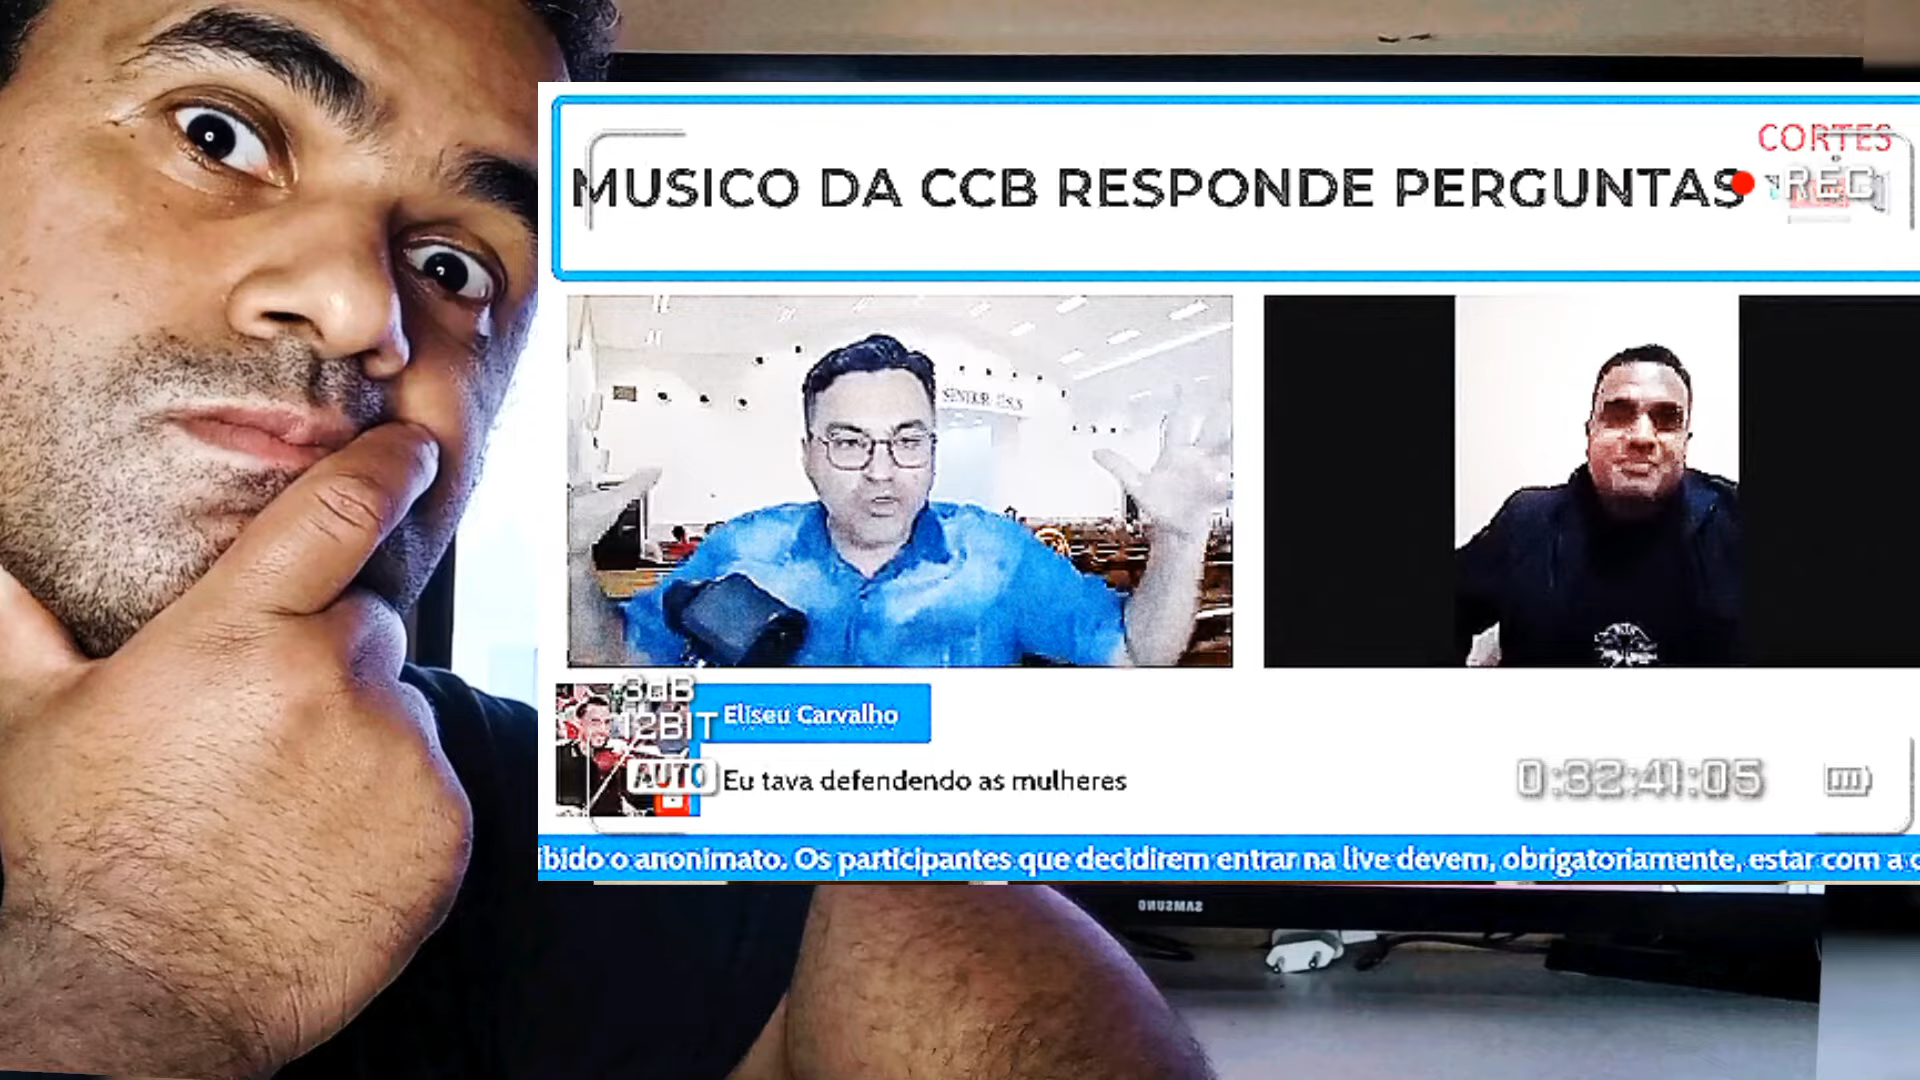 CORTES
MUSICO DA CCB RESPONDE PERGUNTAS
REC
3dB
12BIT
Eliseu Carvalho
AUTO
Eu tava defendendo as mulheres
0:32:41:05
ibido o anonimato. Os participantes que decidirem entrar na live devem, obrigatoriamente, estar com a c
SAMSUNG